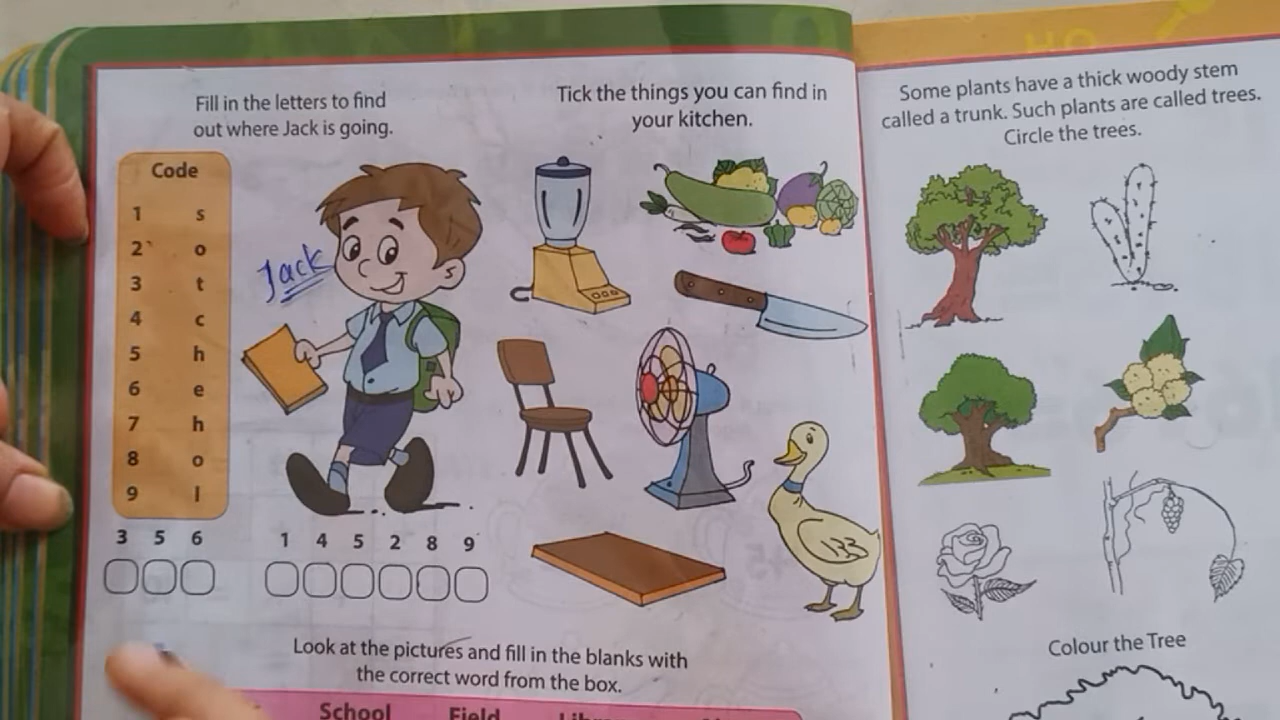 Fill in the letters to find
out where Jack is going.
Code
1 s
2 o
3 t
4 c
5 h
6 e
7 h
8 o
9 l
Jack
3 5 6
1 4 5 2 8 9
Tick the things you can find in
your kitchen.
Look at the pictures and fill in the blanks with
the correct word from the box.
School Field
Some plants have a thick woody stem
called a trunk. Such plants are called trees.
Circle the trees.
Colour the Tree